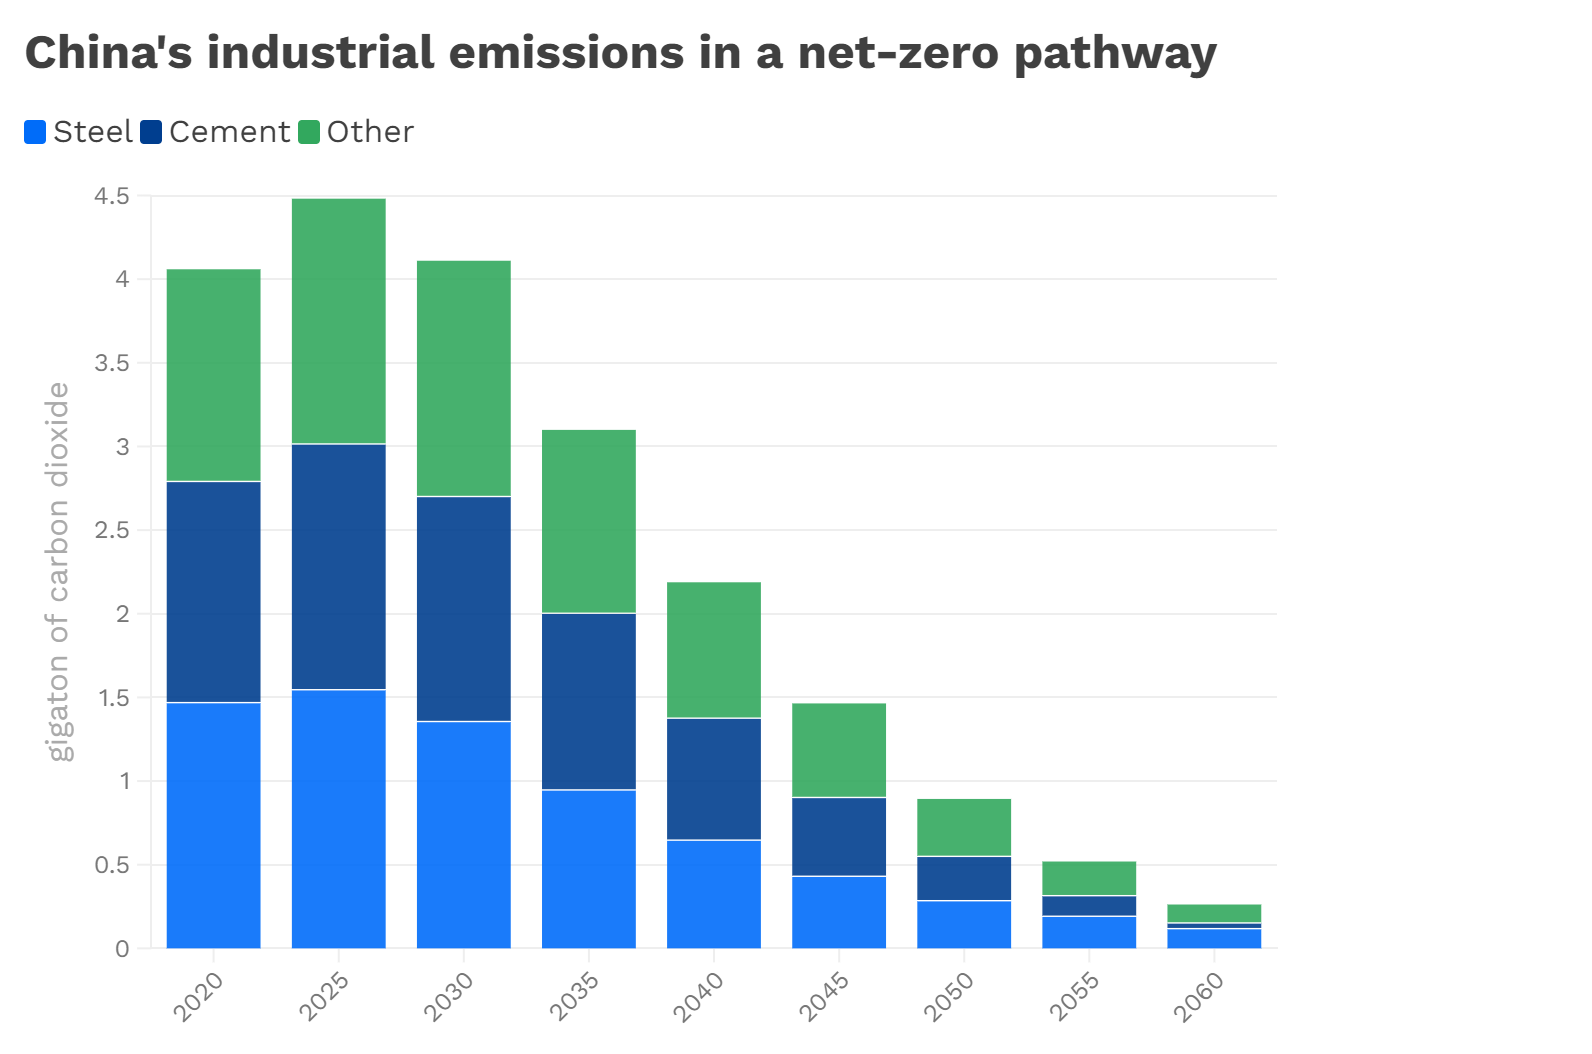 China's industrial emissions in a net-zero pathway
Steel Cement Other
gigaton of carbon dioxide
4.5
4
3.5
3
2.5
2
1.5
1
0.5
0
2020 2025 2030 2035 2040 2045 2050 2055 2060